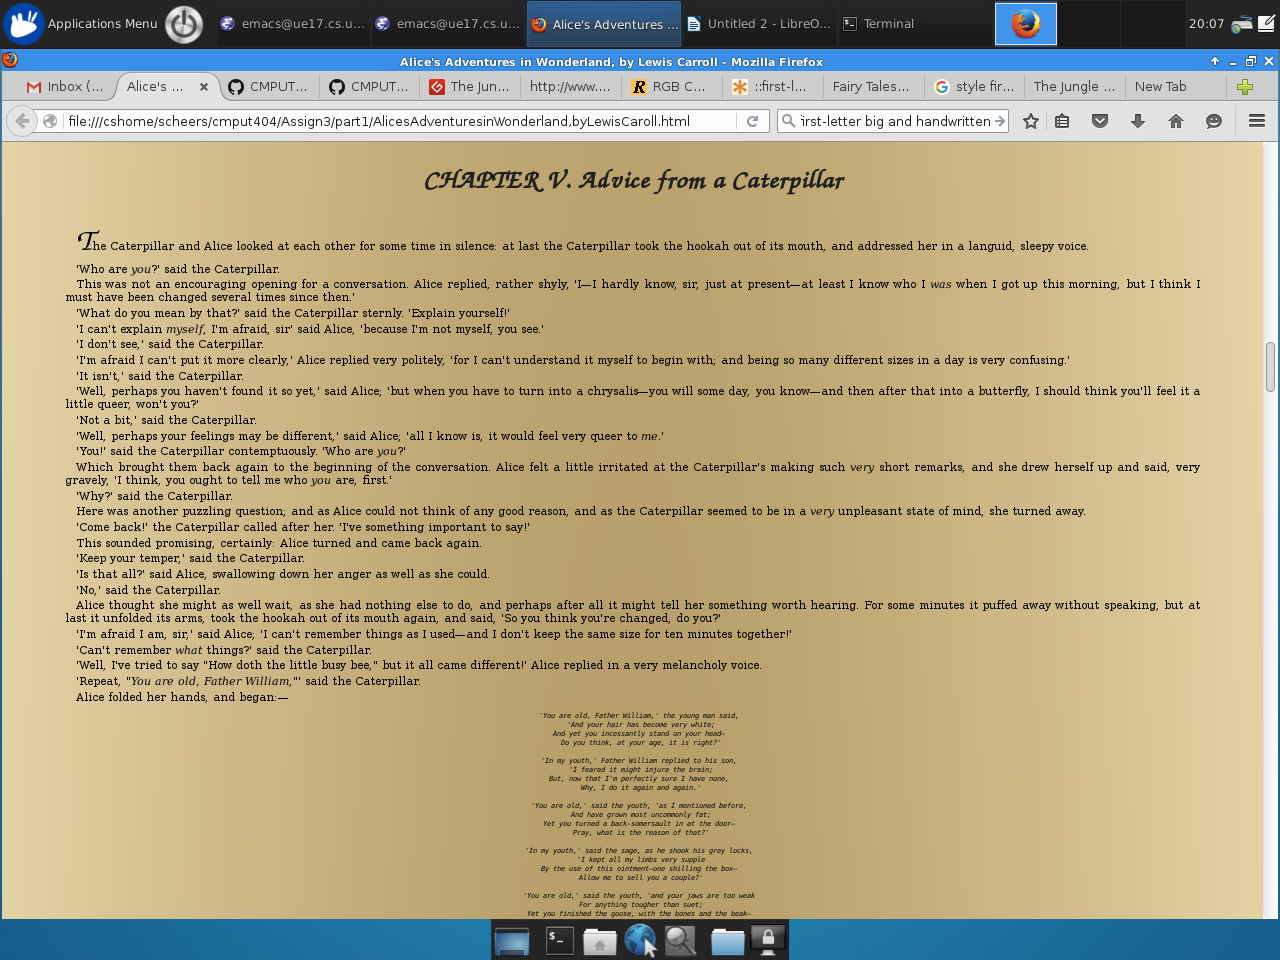 Applications Menu
emacs@ue17.cs.u...
emacs@ue17.cs.u...
Alice's Adventures ...
Untitled 2 - LibreO...
Terminal
20:07
Alice's Adventures in Wonderland, by Lewis Carroll - Mozilla Firefox
Inbox (...
Alice's ...
CMPUT...
CMPUT...
The Jun...
http://www....
RGB C...
::first-l...
Fairy Tales...
style fir...
The Jungle ...
New Tab
file:///cshome/scheers/cmput404/Assign3/part1/AlicesAdventuresinWonderland,byLewisCaroll.html
first-letter big and handwritten
CHAPTER V. Advice from a Caterpillar
The Caterpillar and Alice looked at each other for some time in silence: at last the Caterpillar took the hookah out of its mouth, and addressed her in a languid, sleepy voice.
'Who are you?' said the Caterpillar.
This was not an encouraging opening for a conversation. Alice replied, rather shyly, 'I—I hardly know, sir, just at present—at least I know who I was when I got up this morning, but I think I
must have been changed several times since then.'
'What do you mean by that?' said the Caterpillar sternly. 'Explain yourself!'
'I can't explain myself, I'm afraid, sir' said Alice, 'because I'm not myself, you see.'
'I don't see,' said the Caterpillar.
'I'm afraid I can't put it more clearly,' Alice replied very politely, 'for I can't understand it myself to begin with; and being so many different sizes in a day is very confusing.'
'It isn't,' said the Caterpillar.
'Well, perhaps you haven't found it so yet,' said Alice; 'but when you have to turn into a chrysalis—you will some day, you know—and then after that into a butterfly, I should think you'll feel it a
little queer, won't you?'
'Not a bit,' said the Caterpillar.
'Well, perhaps your feelings may be different,' said Alice; 'all I know is, it would feel very queer to me.'
'You!' said the Caterpillar contemptuously. 'Who are you?'
Which brought them back again to the beginning of the conversation. Alice felt a little irritated at the Caterpillar's making such very short remarks, and she drew herself up and said, very
gravely, 'I think, you ought to tell me who you are, first.'
'Why?' said the Caterpillar.
Here was another puzzling question; and as Alice could not think of any good reason, and as the Caterpillar seemed to be in a very unpleasant state of mind, she turned away.
'Come back!' the Caterpillar called after her. 'I've something important to say!'
This sounded promising, certainly: Alice turned and came back again.
'Keep your temper,' said the Caterpillar.
'Is that all?' said Alice, swallowing down her anger as well as she could.
'No,' said the Caterpillar.
Alice thought she might as well wait, as she had nothing else to do, and perhaps after all it might tell her something worth hearing. For some minutes it puffed away without speaking, but at
last it unfolded its arms, took the hookah out of its mouth again, and said, 'So you think you're changed, do you?'
'I'm afraid I am, sir,' said Alice; 'I can't remember things as I used—and I don't keep the same size for ten minutes together!'
'Can't remember what things?' said the Caterpillar.
'Well, I've tried to say "How doth the little busy bee," but it all came different!' Alice replied in a very melancholy voice.
'Repeat, "You are old, Father William,"' said the Caterpillar.
Alice folded her hands, and began:—
'You are old, Father William,' the young man said,
'And your hair has become very white;
And yet you incessantly stand on your head—
Do you think, at your age, it is right?'
'In my youth,' Father William replied to his son,
'I feared it might injure the brain;
But, now that I'm perfectly sure I have none,
Why, I do it again and again.'
'You are old,' said the youth, 'as I mentioned before,
And have grown most uncommonly fat;
Yet you turned a back-somersault in at the door—
Pray, what is the reason of that?'
'In my youth,' said the sage, as he shook his grey locks,
'I kept all my limbs very supple
By the use of this ointment—one shilling the box—
Allow me to sell you a couple?'
'You are old,' said the youth, 'and your jaws are too weak
For anything tougher than suet;
Yet you finished the goose, with the bones and the beak—